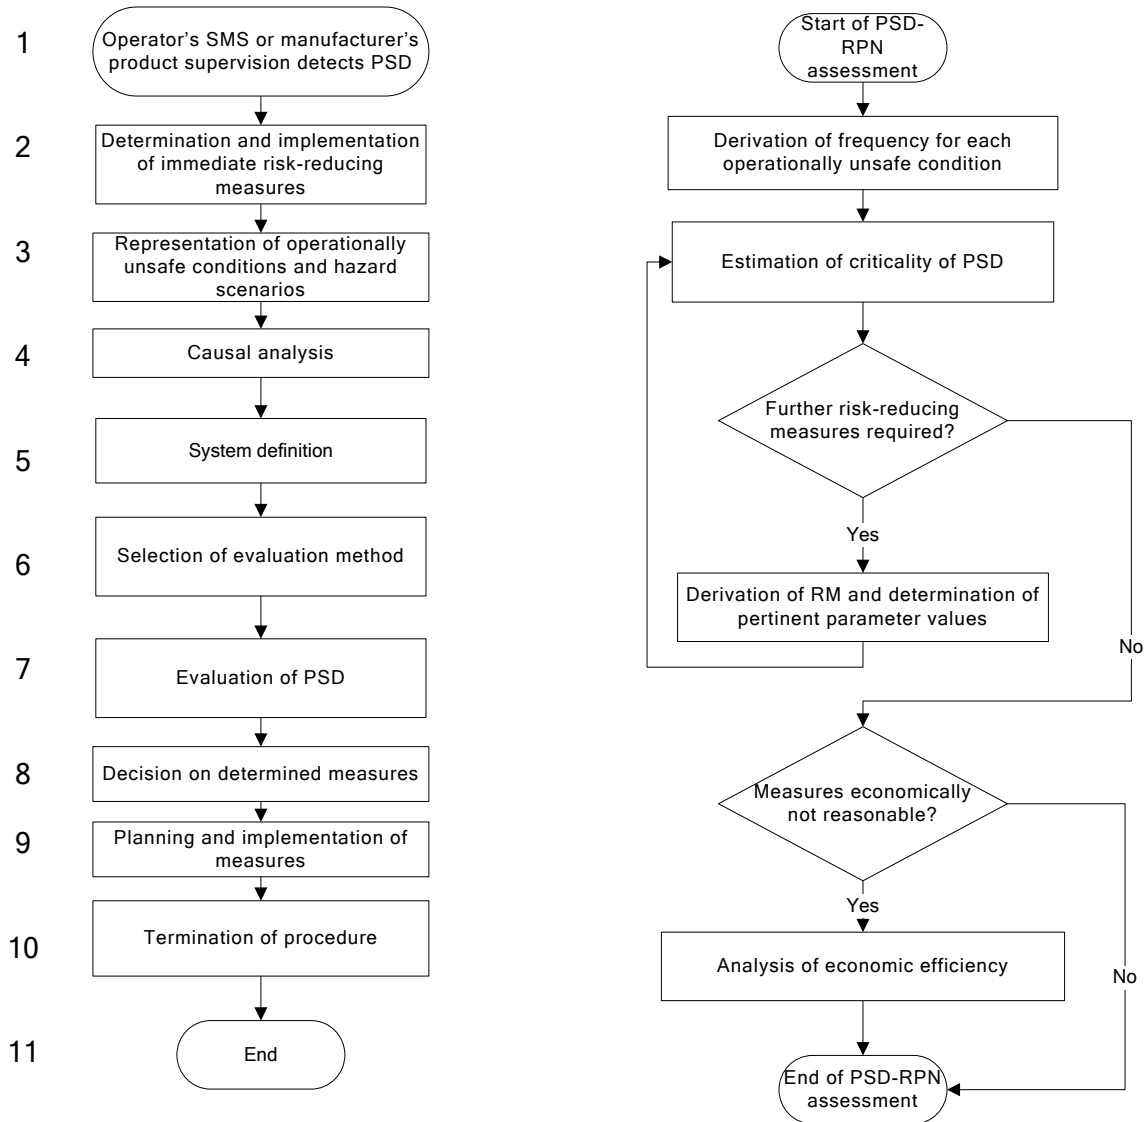 1
Operator's SMS or manufacturer's
product supervision detects PSD
2
Determination and implementation
of immediate risk-reducing
measures
3
Representation of operationally
unsafe conditions and hazard
scenarios
4
Causal analysis
5
System definition
6
Selection of evaluation method
7
Evaluation of PSD
8
Decision on determined measures
9
Planning and implementation of
measures
10
Termination of procedure
11
End
Start of PSD-
RPN
assessment
Derivation of frequency for each
operationally unsafe condition
Estimation of criticality of PSD
Further risk-reducing
measures required?
Yes
Derivation of RM and determination of
pertinent parameter values
No
Measures economically
not reasonable?
Yes
Analysis of economic efficiency
No
End of PSD-RPN
assessment